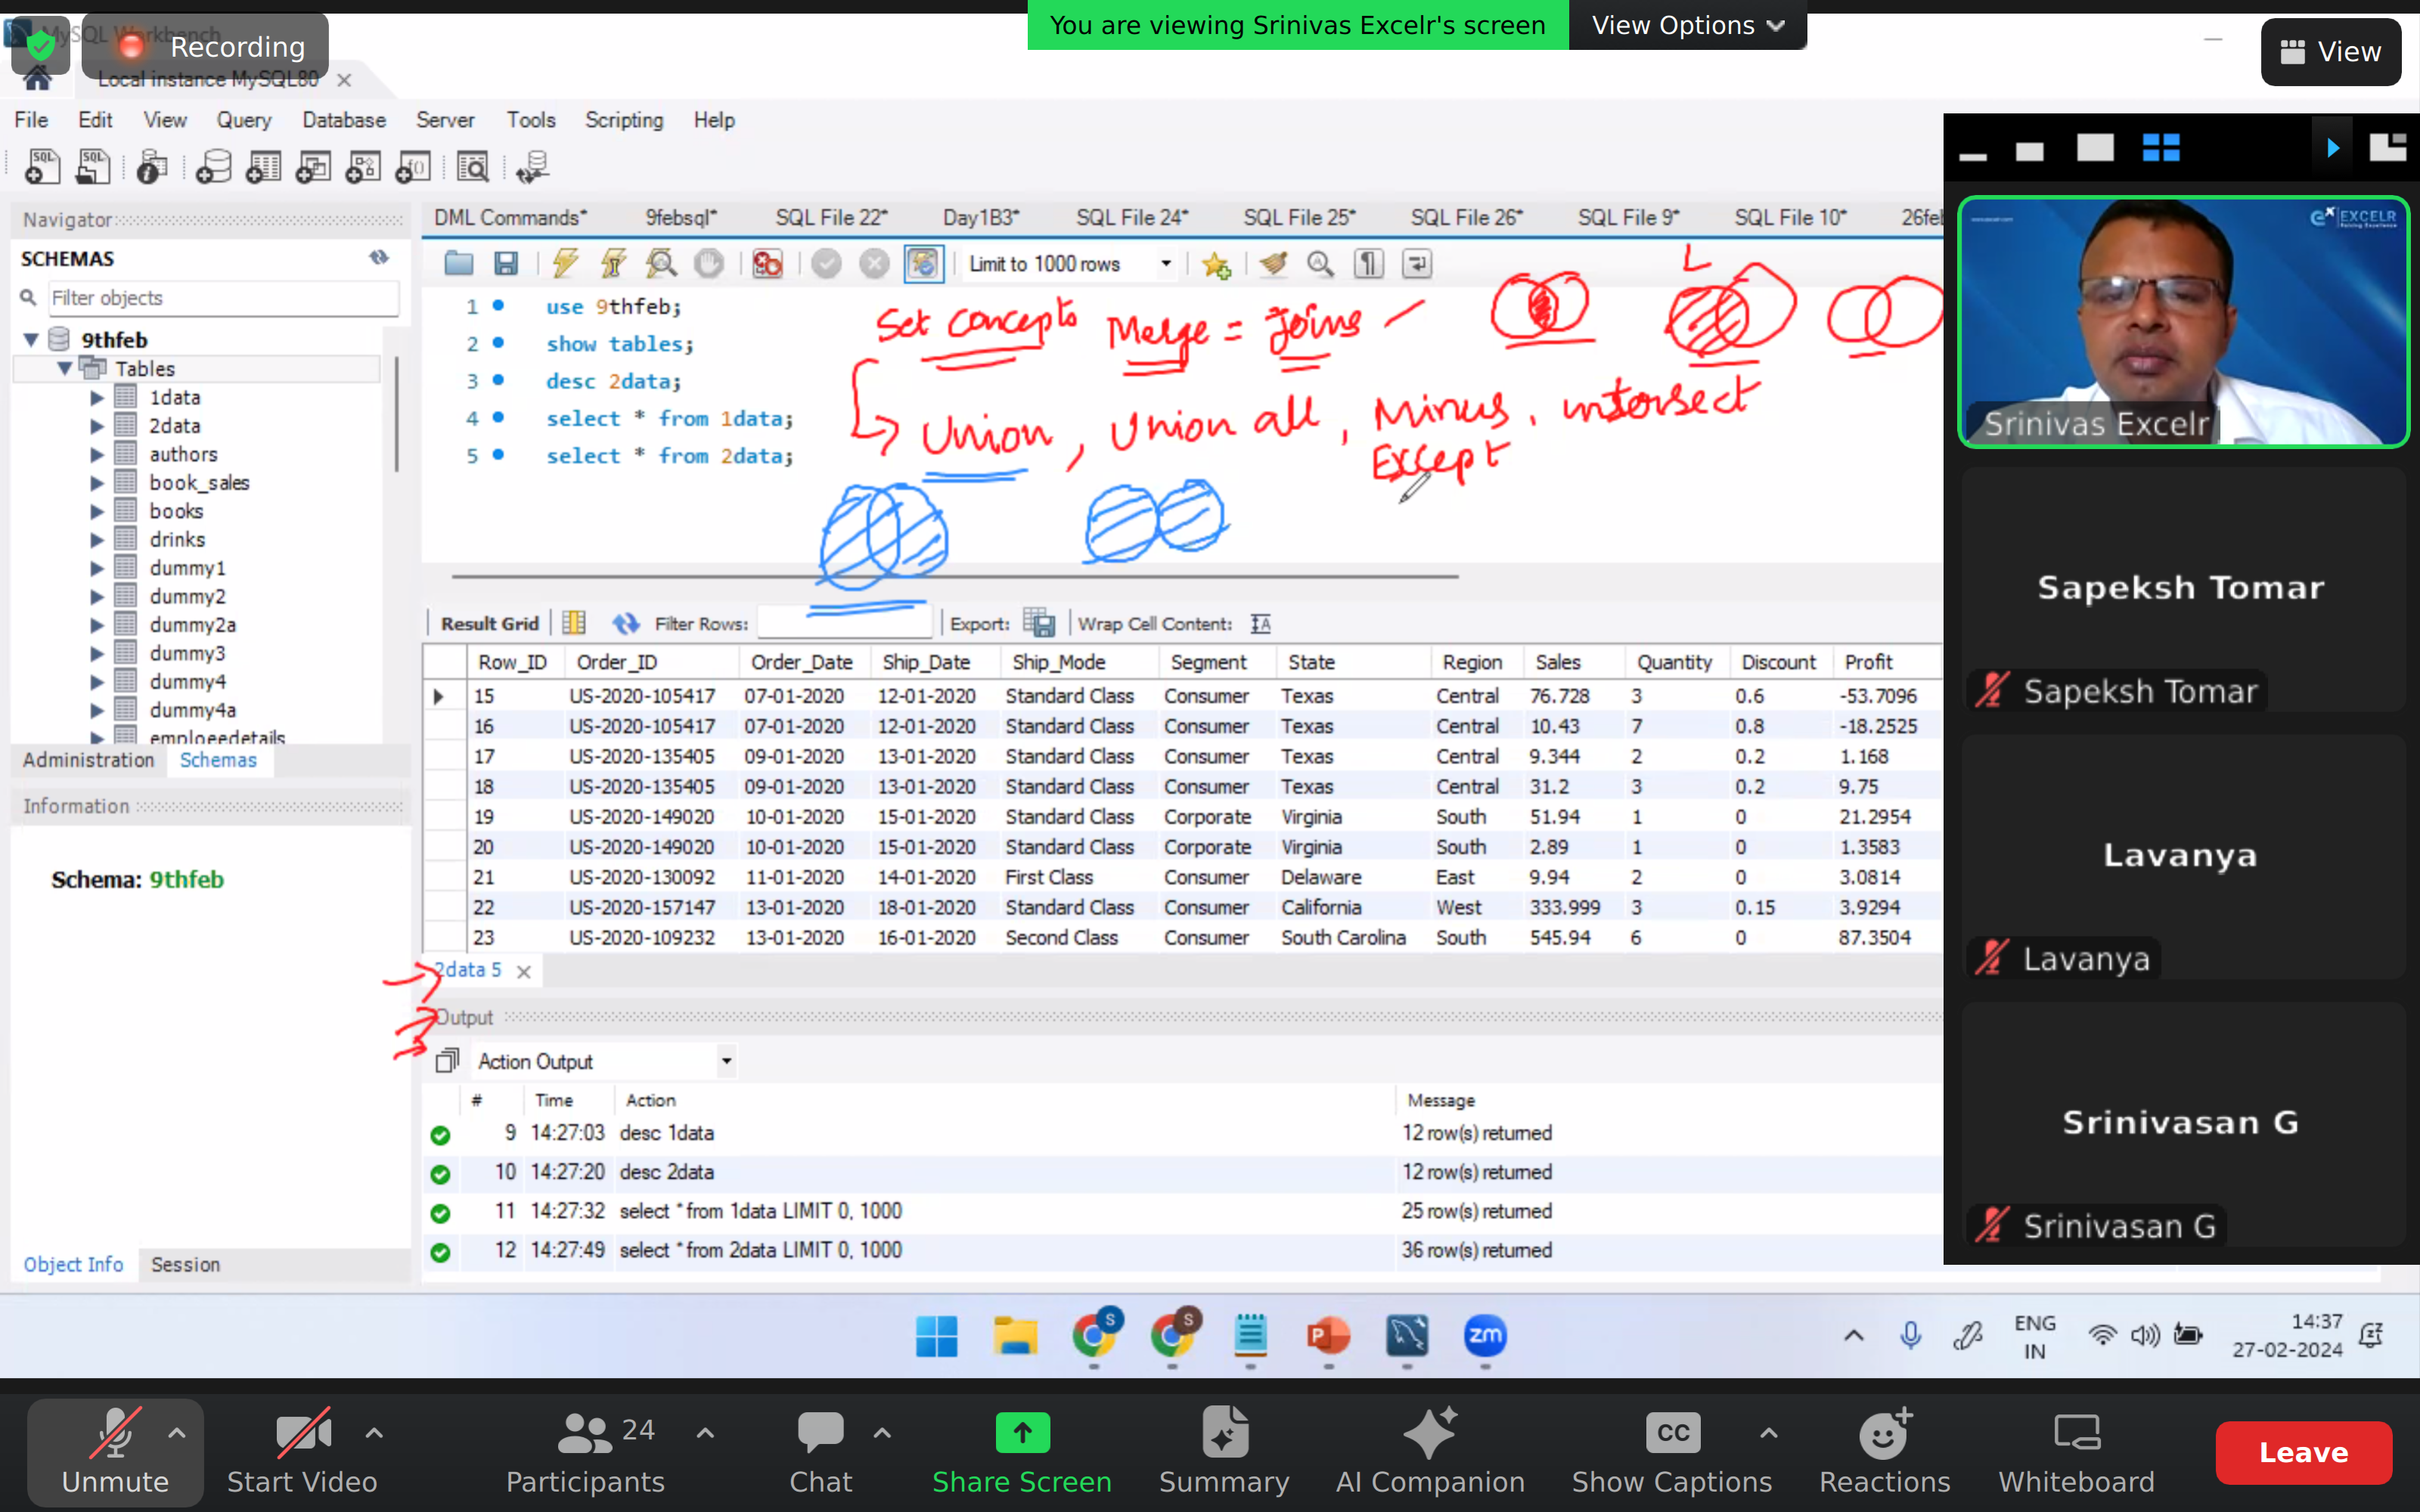 MySQL Workbench
Recording
You are viewing Srinivas Excelr's screen
View Options
View
Local instance MySQL80
File Edit View Query Database Server Tools Scripting Help
Navigator
SCHEMAS
Filter objects
9thfeb
Tables
1data
2data
authors
book_sales
books
drinks
dummy1
dummy2
dummy2a
dummy3
dummy4
dummy4a
emploeedetails
Administration Schemas
Information
Schema: 9thfeb
Object Info Session
DML Commands* 9febsql* SQL File 22* Day1B3* SQL File 24* SQL File 25* SQL File 26* SQL File 9* SQL File 10* 26feb
Limit to 1000 rows
1 use 9thfeb;
2 show tables;
3 desc 2data;
4 select * from 1data;
5 select * from 2data;
L
Set Concepts Merge = Joins
Union, Union all, Minus, intersect
Except
Result Grid Filter Rows: Export: Wrap Cell Content: IA
Row_ID Order_ID Order_Date Ship_Date Ship_Mode Segment State Region Sales Quantity Discount Profit
15 US-2020-105417 07-01-2020 12-01-2020 Standard Class Consumer Texas Central 76.728 3 0.6 -53.7096
16 US-2020-105417 07-01-2020 12-01-2020 Standard Class Consumer Texas Central 10.43 7 0.8 -18.2525
17 US-2020-135405 09-01-2020 13-01-2020 Standard Class Consumer Texas Central 9.344 2 0.2 1.168
18 US-2020-135405 09-01-2020 13-01-2020 Standard Class Consumer Texas Central 31.2 3 0.2 9.75
19 US-2020-149020 10-01-2020 15-01-2020 Standard Class Corporate Virginia South 51.94 1 0 21.2954
20 US-2020-149020 10-01-2020 15-01-2020 Standard Class Corporate Virginia South 2.89 1 0 1.3583
21 US-2020-130092 11-01-2020 14-01-2020 First Class Consumer Delaware East 9.94 2 0 3.0814
22 US-2020-157147 13-01-2020 18-01-2020 Standard Class Consumer California West 333.999 3 0.15 3.9294
23 US-2020-109232 13-01-2020 16-01-2020 Second Class Consumer South Carolina South 545.94 6 0 87.3504
2data 5
Output
Action Output
# Time Action Message
9 14:27:03 desc 1data 12 row(s) returned
10 14:27:20 desc 2data 12 row(s) returned
11 14:27:32 select * from 1data LIMIT 0, 1000 25 row(s) returned
12 14:27:49 select * from 2data LIMIT 0, 1000 36 row(s) returned
EXCELR
Raising Excellence
Srinivas Excelr
Sapeksh Tomar
Sapeksh Tomar
Lavanya
Lavanya
Srinivasan G
Srinivasan G
S
S
P
zm
ENG
IN
14:37
27-02-2024
24
CC
Unmute Start Video Participants Chat Share Screen Summary AI Companion Show Captions Reactions Whiteboard Leave